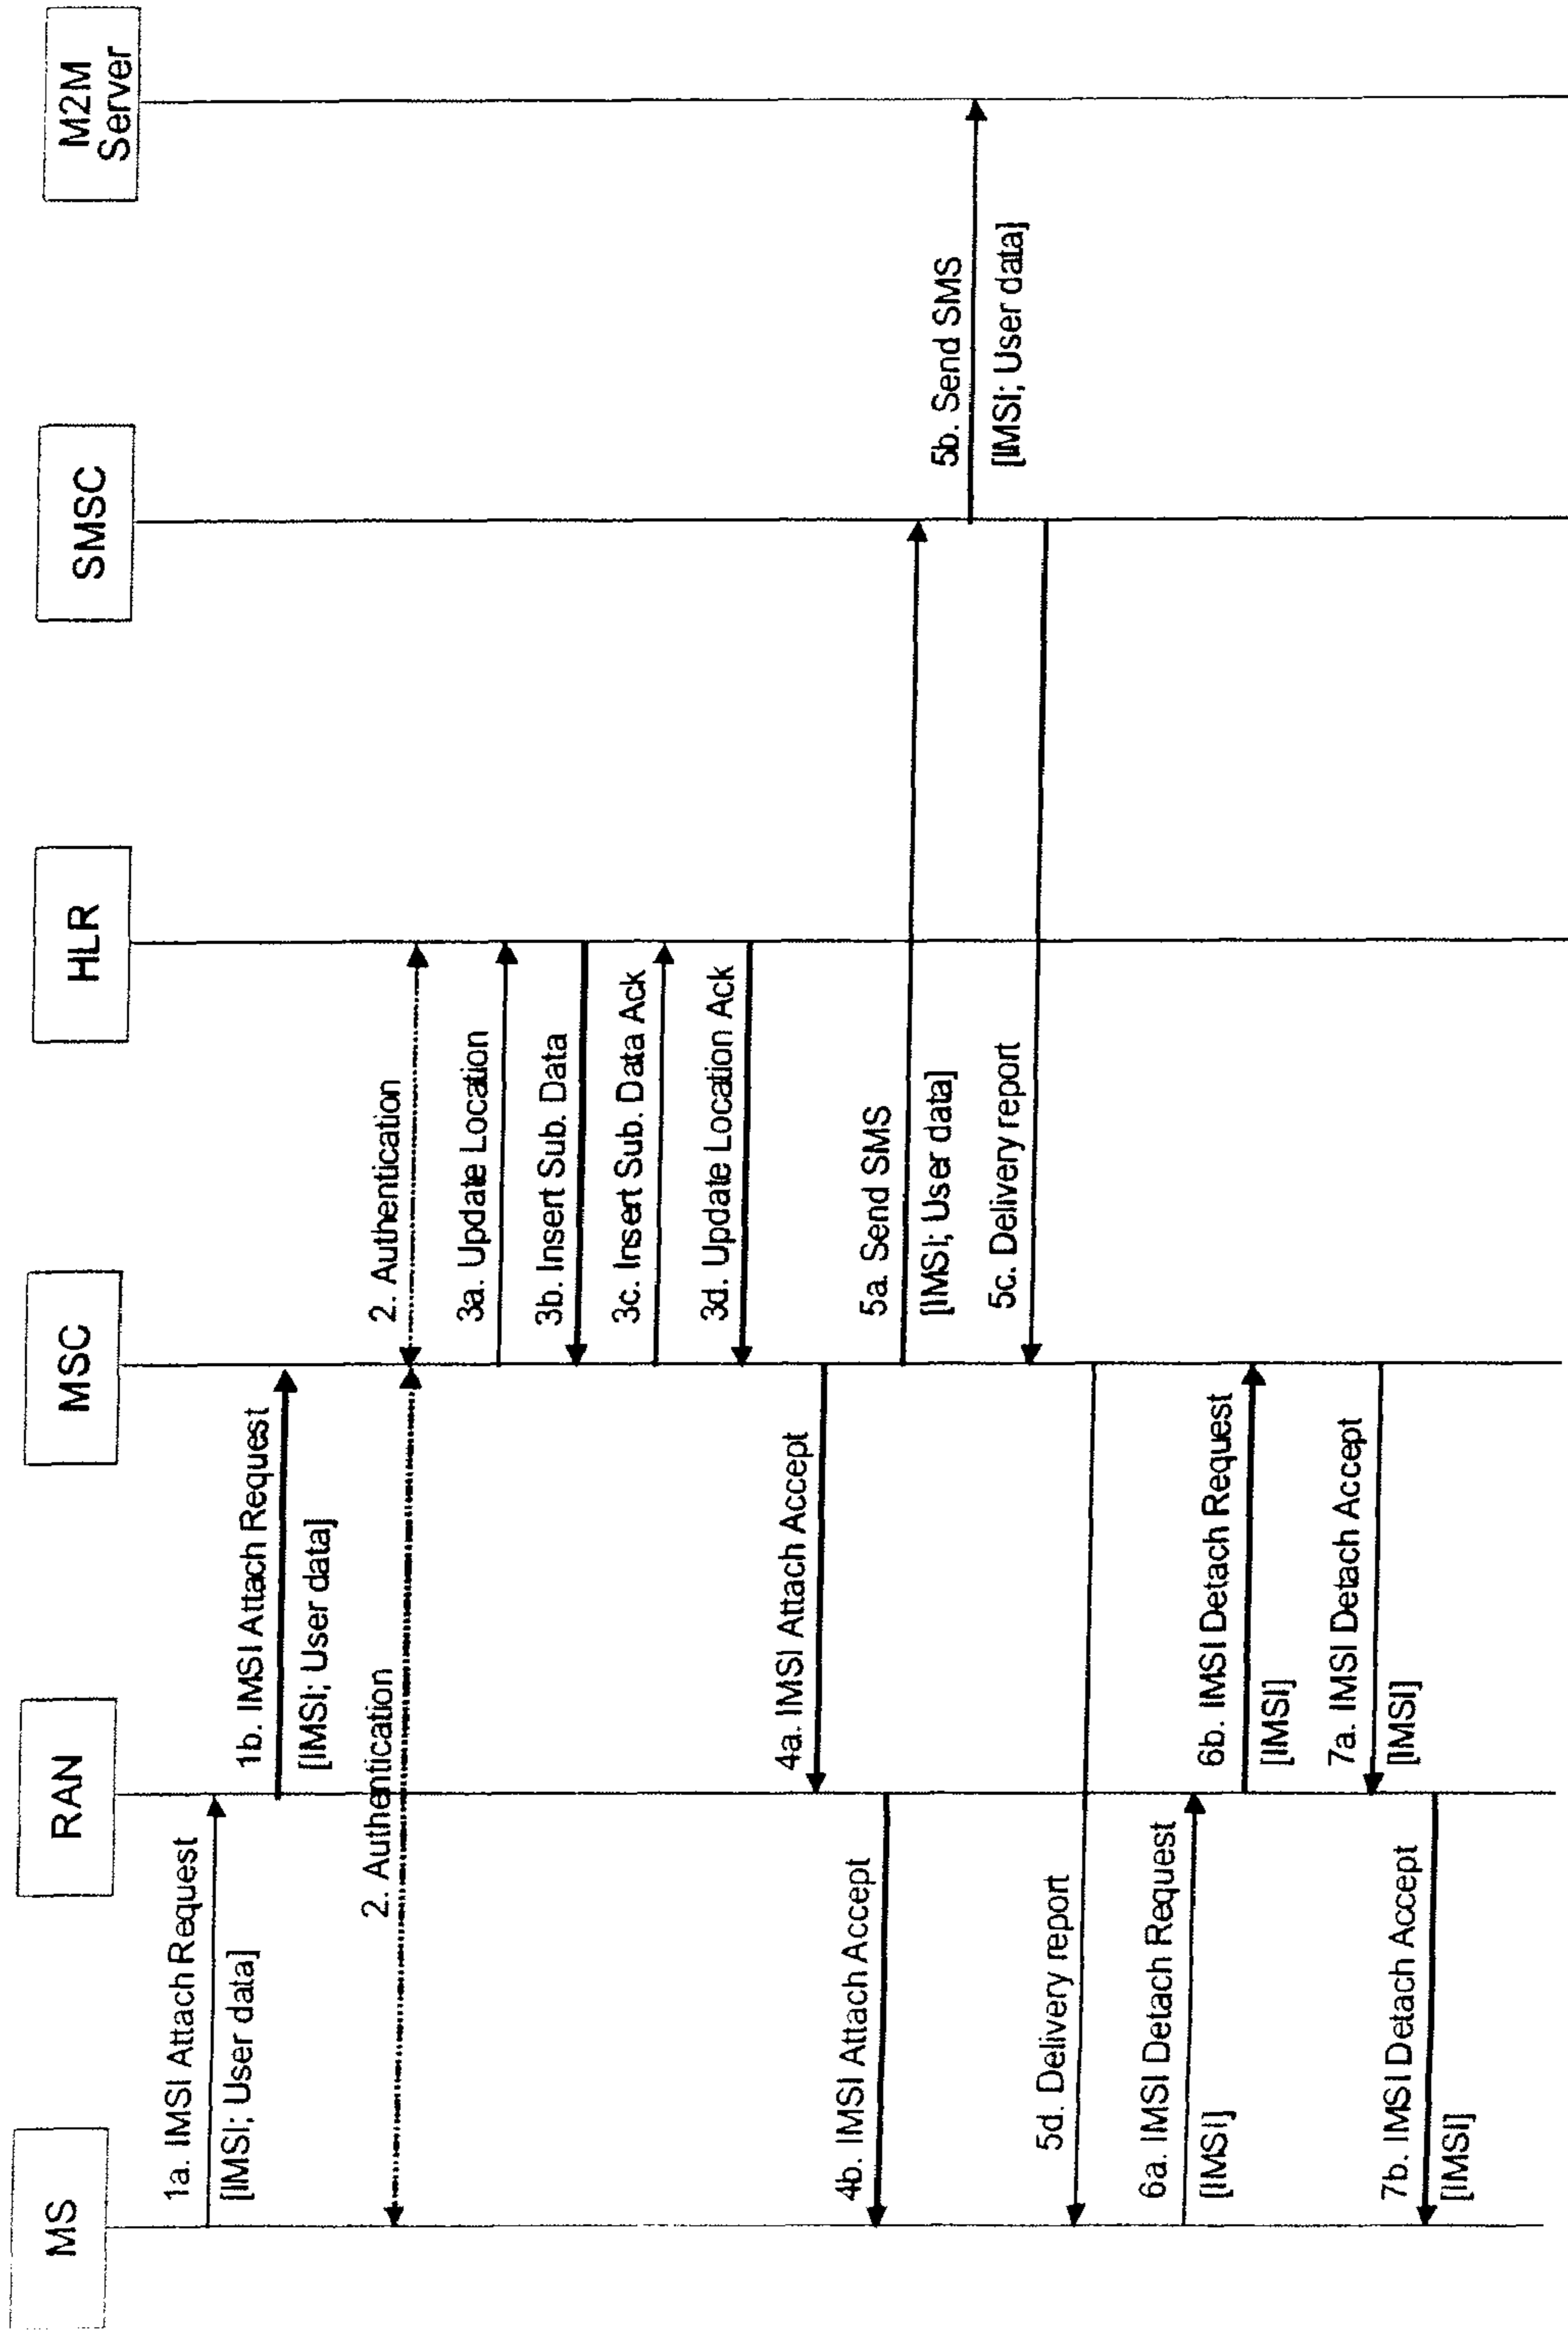 MS
RAN
MSC
HLR
SMSC
M2M
Server
1a. IMSI Attach Request
[IMSI; User data]
1b. IMSI Attach Request
[IMSI; User data]
2. Authentication
2. Authentication
3a. Update Location
3b. Insert Sub. Data
3c. Insert Sub. Data Ack
3d. Update Location Ack
4a. IMSI Attach Accept
4b. IMSI Attach Accept
5a. Send SMS
[IMSI; User data]
5b. Send SMS
[IMSI; User data]
5c. Delivery report
5d. Delivery report
6a. IMSI Detach Request
[IMSI]
6b. IMSI Detach Request
[IMSI]
7a. IMSI Detach Accept
[IMSI]
7b. IMSI Detach Accept
[IMSI]